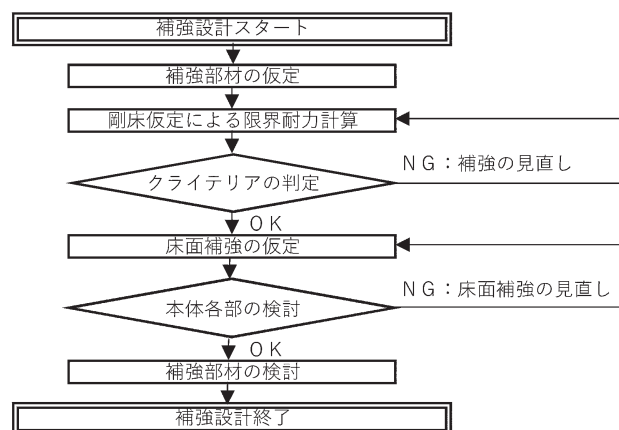 補強設計スタート
補強部材の仮定
剛床仮定による限界耐力計算
クライテリアの判定
NG：補強の見直し
OK
床面補強の仮定
本体各部の検討
NG：床面補強の見直し
OK
補強部材の検討
補強設計終了